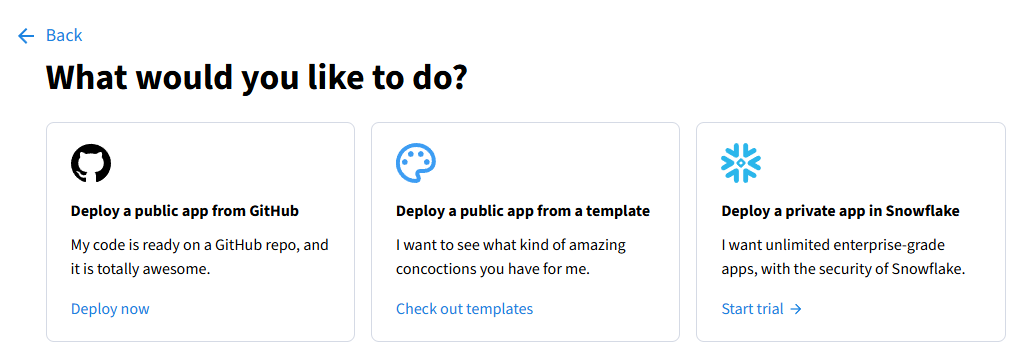 Back
What would you like to do?
Deploy a public app from GitHub
My code is ready on a GitHub repo, and
it is totally awesome.
Deploy now
Deploy a public app from a template
I want to see what kind of amazing
concoctions you have for me.
Check out templates
Deploy a private app in Snowflake
I want unlimited enterprise-grade
apps, with the security of Snowflake.
Start trial →